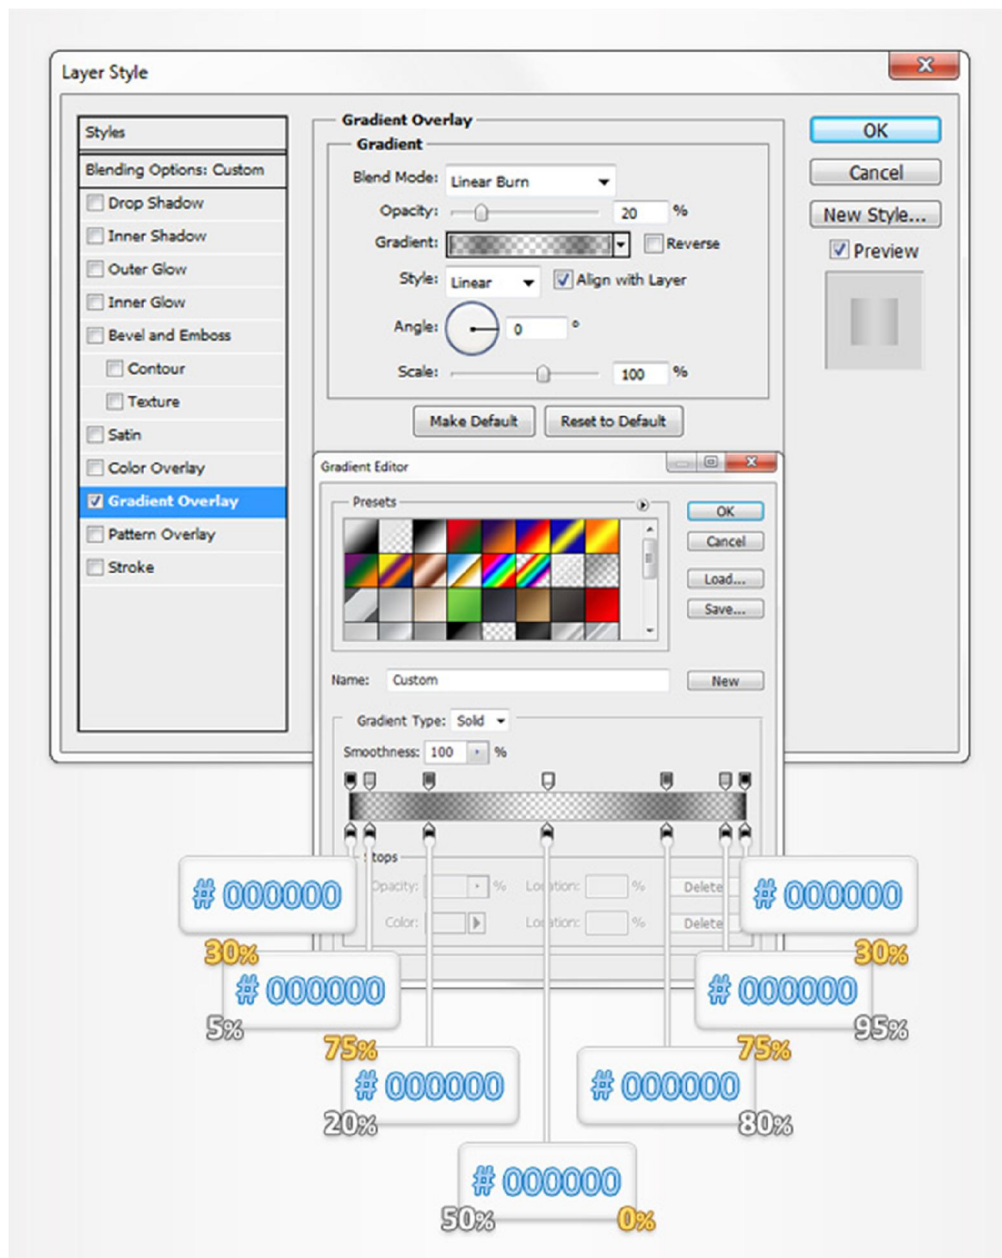 Layer Style
Styles
Blending Options: Custom
Drop Shadow
Inner Shadow
Outer Glow
Inner Glow
Bevel and Emboss
Contour
Texture
Satin
Color Overlay
Gradient Overlay
Pattern Overlay
Stroke
Gradient Overlay
Gradient
Blend Mode: Linear Burn
Opacity: 20 %
Gradient: Reverse
Style: Linear Align with Layer
Angle: 0 °
Scale: 100 %
Make Default Reset to Default
OK
Cancel
New Style...
Preview
Gradient Editor
Presets
OK
Cancel
Load...
Save...
Name: Custom New
Gradient Type: Solid
Smoothness: 100 %
Stops
Opacity: % Location: % Delete
Color: Location: % Delete
# 000000 # 000000
30% 30%
# 000000 # 000000
5% 95%
75% 75%
# 000000 # 000000
20% 80%
# 000000
50% 0%